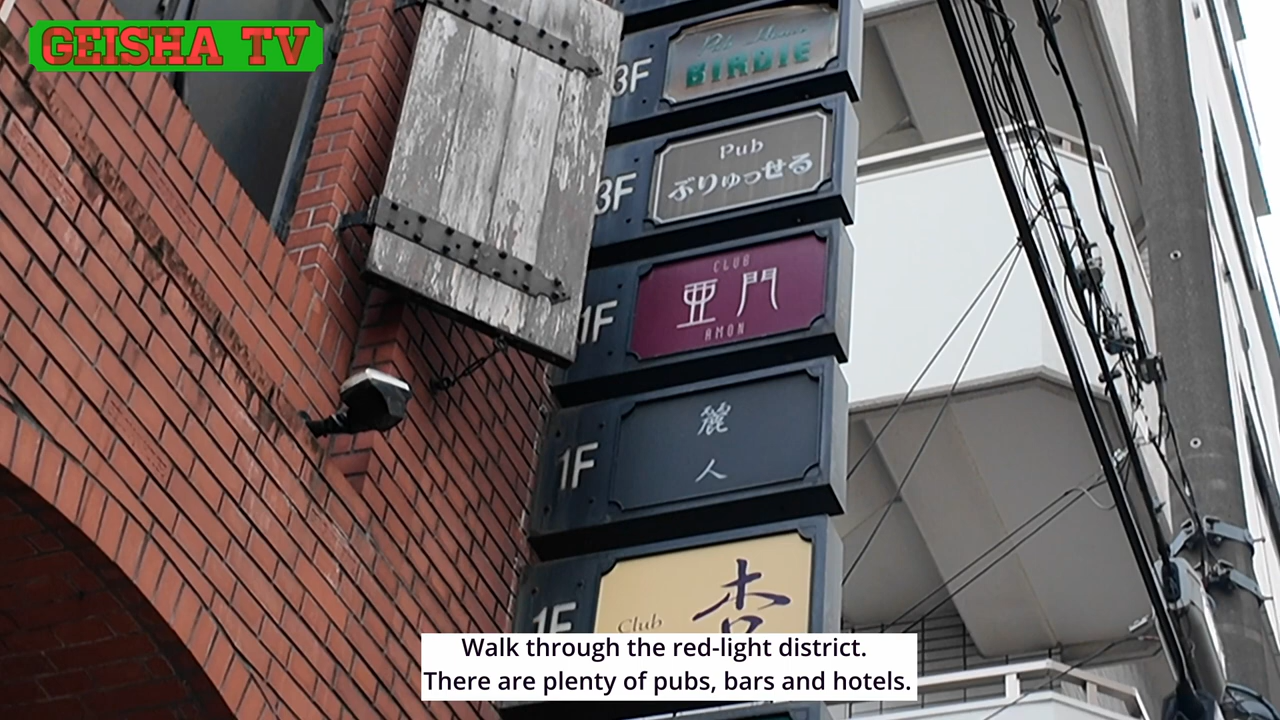 GEISHA TV
3F
BIRDIE
3F
Pub
ぶりゅっせる
1F
CLUB
亜門
AMON
1F
麗
人
1F
Club
杏
Walk through the red-light district.
There are plenty of pubs, bars and hotels.